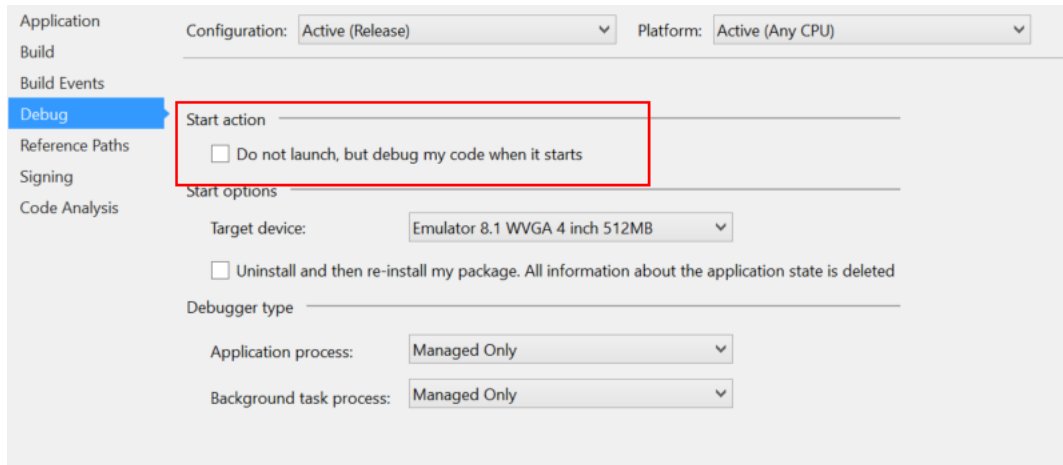 Application
Build
Build Events
Debug
Reference Paths
Signing
Code Analysis
Configuration: Active (Release) Platform: Active (Any CPU)
Start action
Do not launch, but debug my code when it starts
Start options
Target device: Emulator 8.1 WVGA 4 inch 512MB
Uninstall and then re-install my package. All information about the application state is deleted
Debugger type
Application process: Managed Only
Background task process: Managed Only